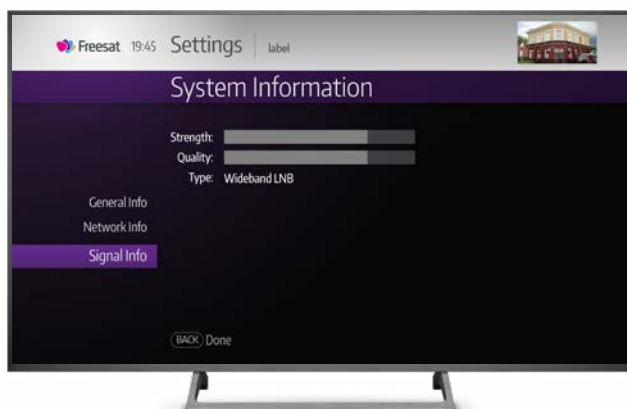 Freesat 19:45 Settings label
System Information
Strength:
Quality:
Type: Wideband LNB
General Info
Network Info
Signal Info
BACK Done